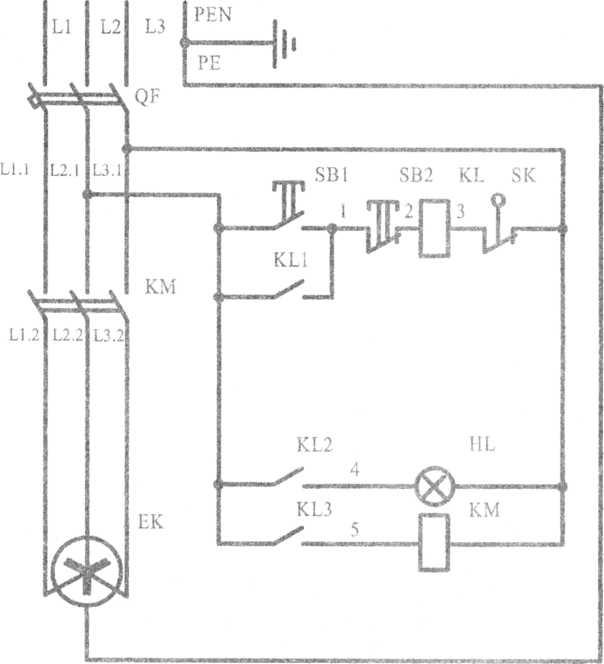 L1 L2 L3 PEN
PE
QF
L1.1 L2.1 L3.1
SB1 SB2 KL SK
1 2 3
KL1
KM
L1.2 L2.2 L3.2
KL2 4 HL
KL3 5 KM
EK